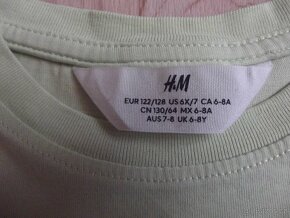 H&M
EUR 122/128 US 6X/7 CA 6-8A
CN 130/64 MX 6-8A
AUS 7-8 UK 6-8Y